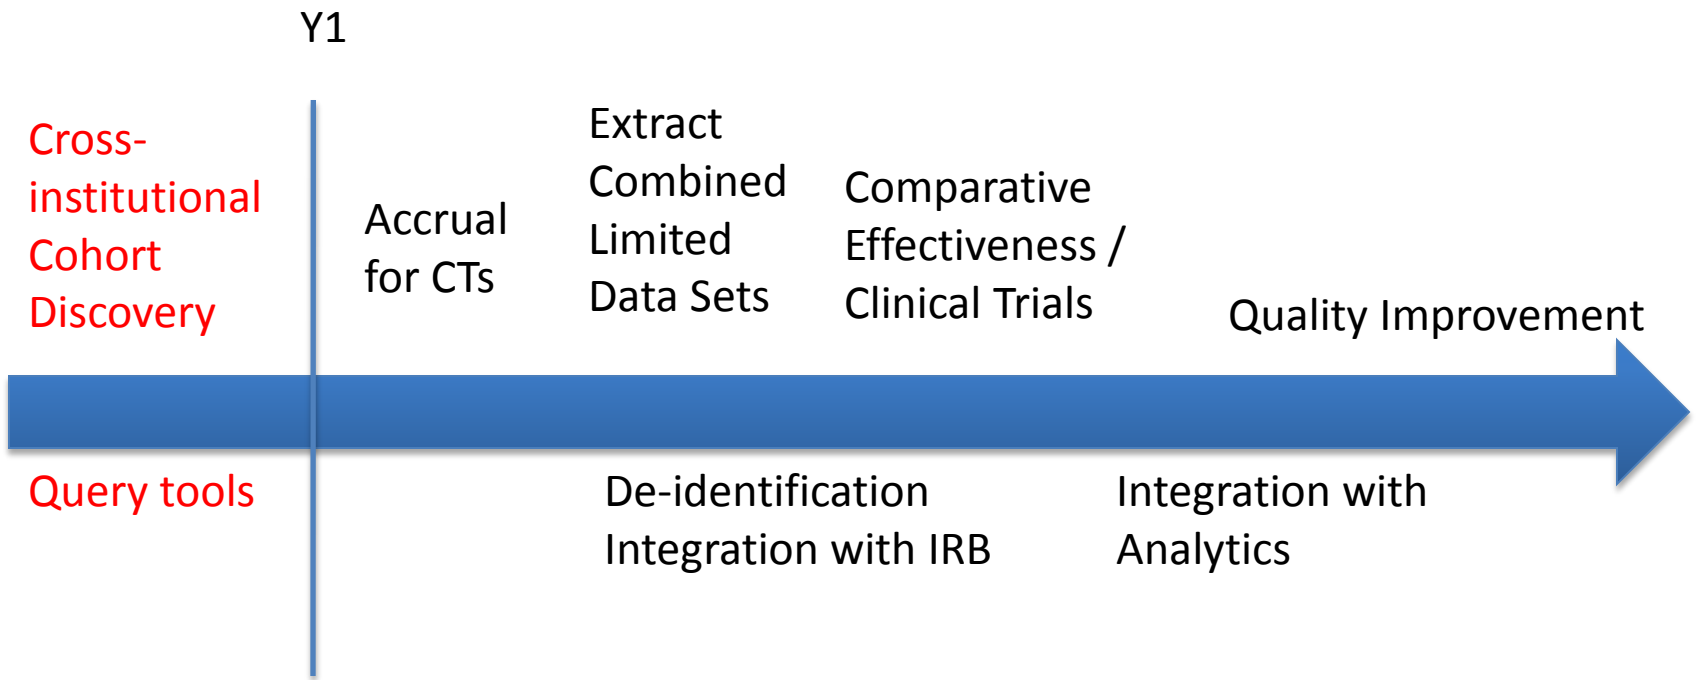 Y1
Cross-
institutional
Cohort
Discovery
Accrual
for CTs
Extract
Combined
Limited
Data Sets
Comparative
Effectiveness /
Clinical Trials
Quality Improvement
Query tools
De-identification
Integration with IRB
Integration with
Analytics